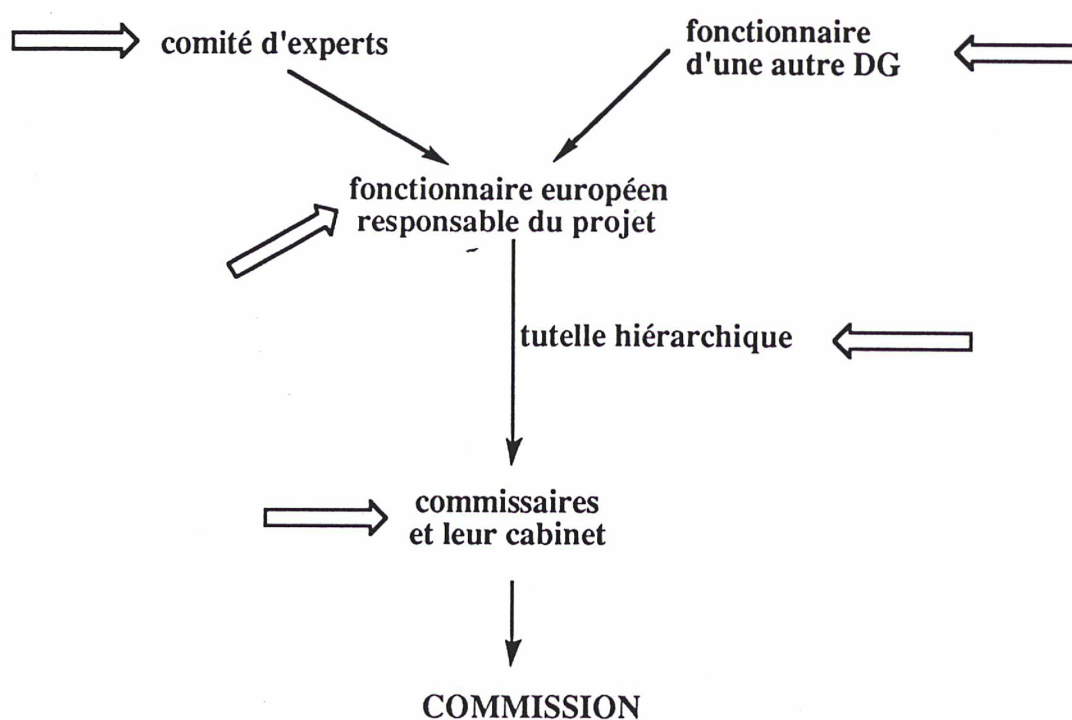 comité d'experts
fonctionnaire
d'une autre DG
fonctionnaire européen
responsable du projet
tutelle hiérarchique
commissaires
et leur cabinet
COMMISSION